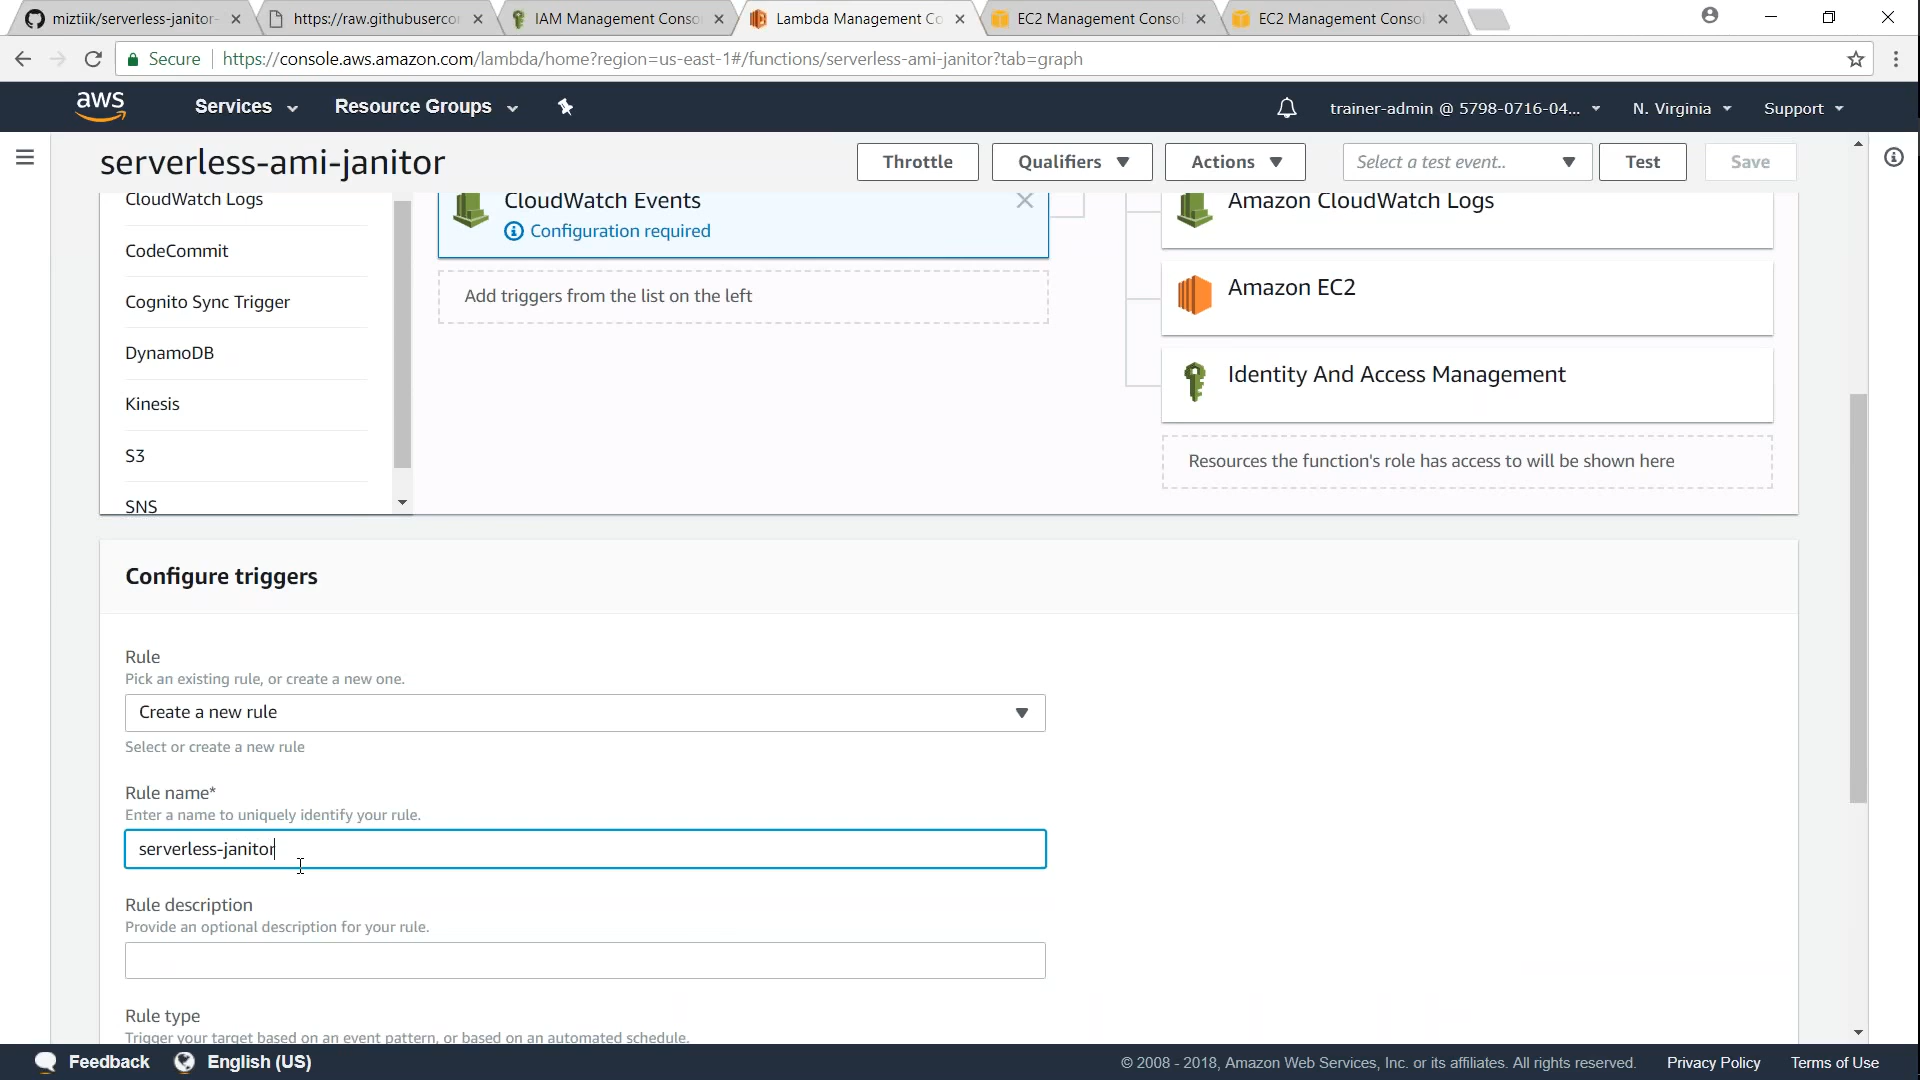 miztiik/serverless-janitor-
https://raw.githubuserco
IAM Management Conso
Lambda Management Co
EC2 Management Consol
EC2 Management Consol
Secure
https://console.aws.amazon.com/lambda/home?region=us-east-1#/functions/serverless-ami-janitor?tab=graph
aws
Services
Resource Groups
trainer-admin @ 5798-0716-04...
N. Virginia
Support
serverless-ami-janitor
Throttle
Qualifiers
Actions
Select a test event..
Test
Save
CloudWatch Logs
CodeCommit
Cognito Sync Trigger
DynamoDB
Kinesis
S3
SNS
CloudWatch Events
Configuration required
Add triggers from the list on the left
Amazon CloudWatch Logs
Amazon EC2
Identity And Access Management
Resources the function's role has access to will be shown here
Configure triggers
Rule
Pick an existing rule, or create a new one.
Create a new rule
Select or create a new rule
Rule name*
Enter a name to uniquely identify your rule.
serverless-janitor
Rule description
Provide an optional description for your rule.
Rule type
Trigger your target based on an event pattern, or based on an automated schedule.
Feedback
English (US)
© 2008 - 2018, Amazon Web Services, Inc. or its affiliates. All rights reserved.
Privacy Policy
Terms of Use